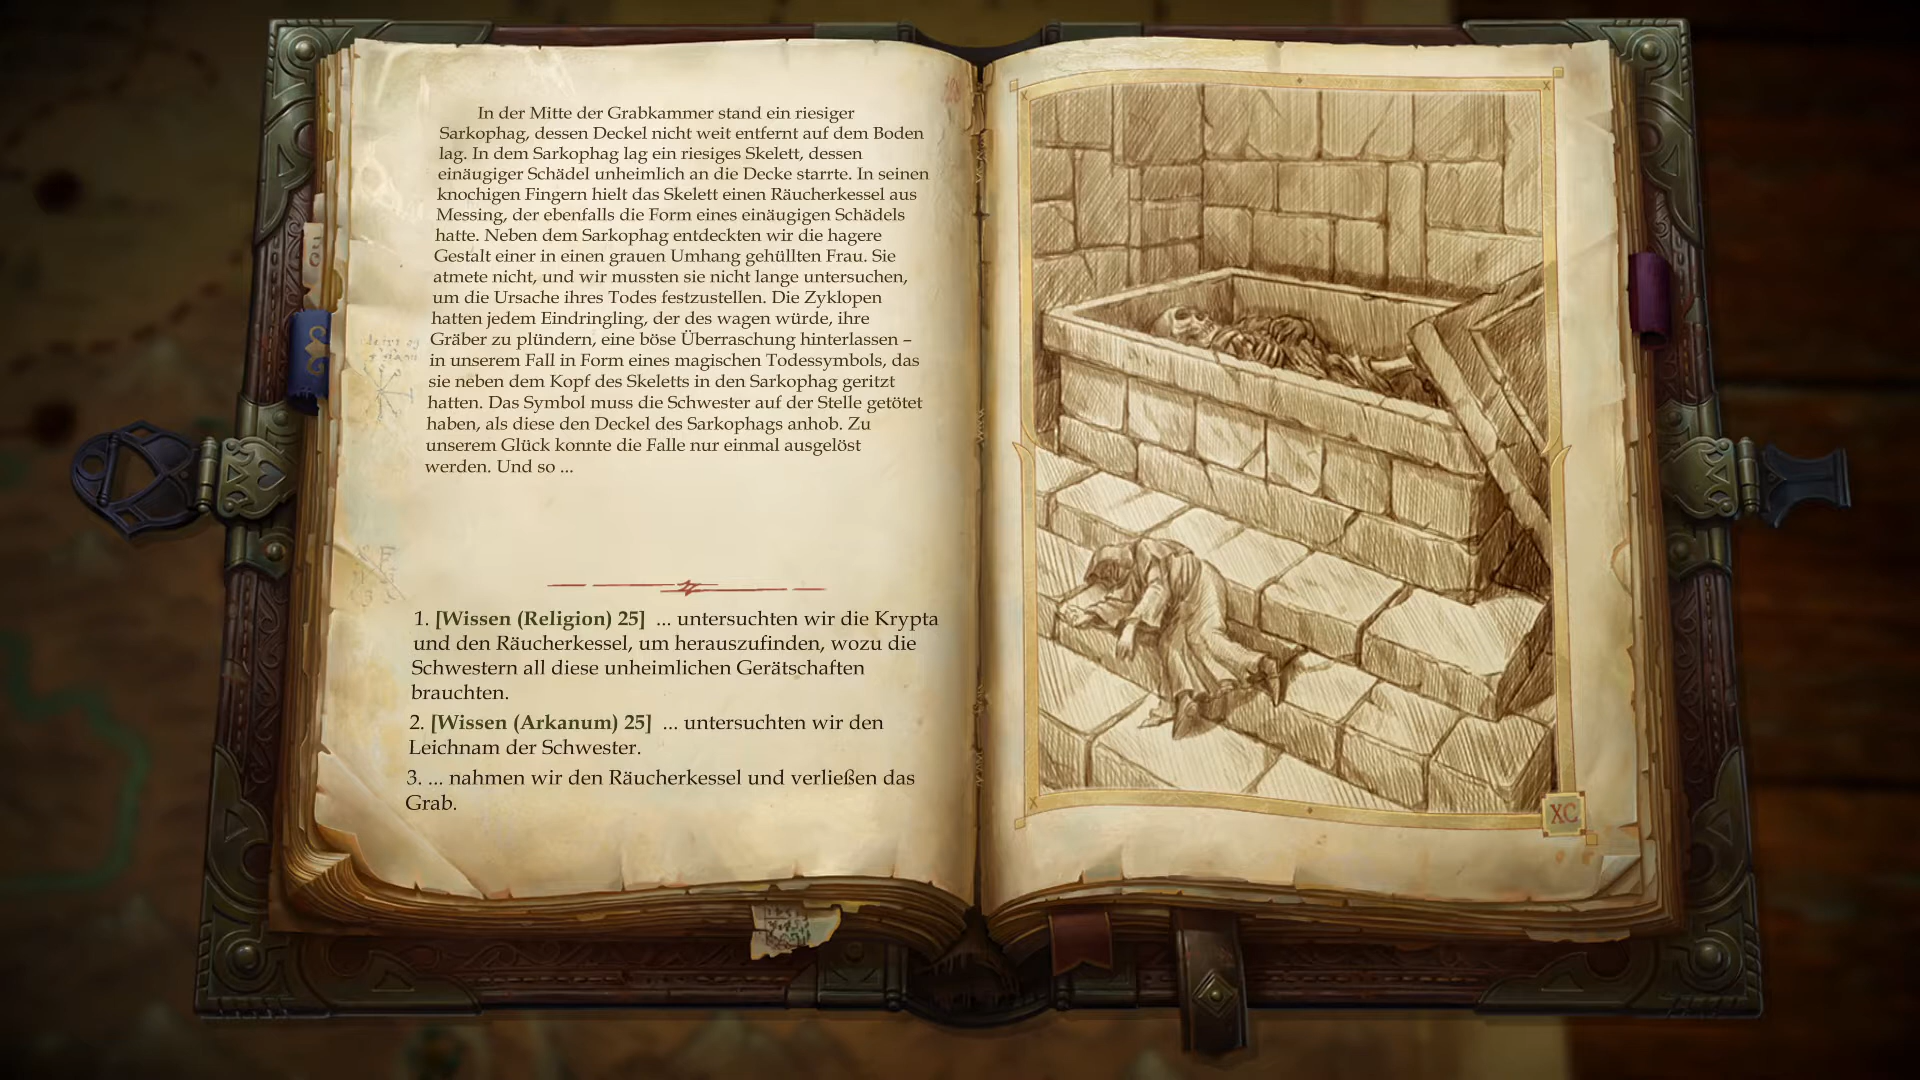 In der Mitte der Grabkammer stand ein riesiger
Sarkophag, dessen Deckel nicht weit entfernt auf dem Boden
lag. In dem Sarkophag lag ein riesiges Skelett, dessen
einäugiger Schädel unheimlich an die Decke starrte. In seinen
knochigen Fingern hielt das Skelett einen Räucherkessel aus
Messing, der ebenfalls die Form eines einäugigen Schädels
hatte. Neben dem Sarkophag entdeckten wir die hagere
Gestalt einer in einen grauen Umhang gehüllten Frau. Sie
atmete nicht, und wir mussten sie nicht lange untersuchen,
um die Ursache ihres Todes festzustellen. Die Zyklopen
hatten jedem Eindringling, der des wagen würde, ihre
Gräber zu plündern, eine böse Überraschung hinterlassen –
in unserem Fall in Form eines magischen Todessymbols, das
sie neben dem Kopf des Skeletts in den Sarkophag geritzt
hatten. Das Symbol muss die Schwester auf der Stelle getötet
haben, als diese den Deckel des Sarkophags anhob. Zu
unserem Glück konnte die Falle nur einmal ausgelöst
werden. Und so ...
1. [Wissen (Religion) 25] ... untersuchten wir die Krypta
und den Räucherkessel, um herauszufinden, wozu die
Schwestern all diese unheimlichen Gerätschaften
brauchten.
2. [Wissen (Arkanum) 25] ... untersuchten wir den
Leichnam der Schwester.
3. ... nahmen wir den Räucherkessel und verließen das
Grab.
XC